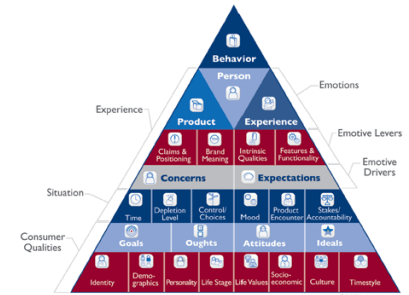 Behavior
Person
Emotions
Experience
Product
Experience
Emotive Levers
Claims &
Positioning
Brand
Meaning
Intrinsic
Qualities
Features &
Functionality
Emotive
Drivers
Concerns
Expectations
Situation
Time
Depletion
Level
Control/
Choices
Mood
Product
Encounter
Stakes/
Accountability
Consumer
Qualities
Goals
Oughts
Attitudes
Ideals
Identity
Demo-
graphics
Personality
Life Stage
Life Values
Socio-
economic
Culture
Timestyle